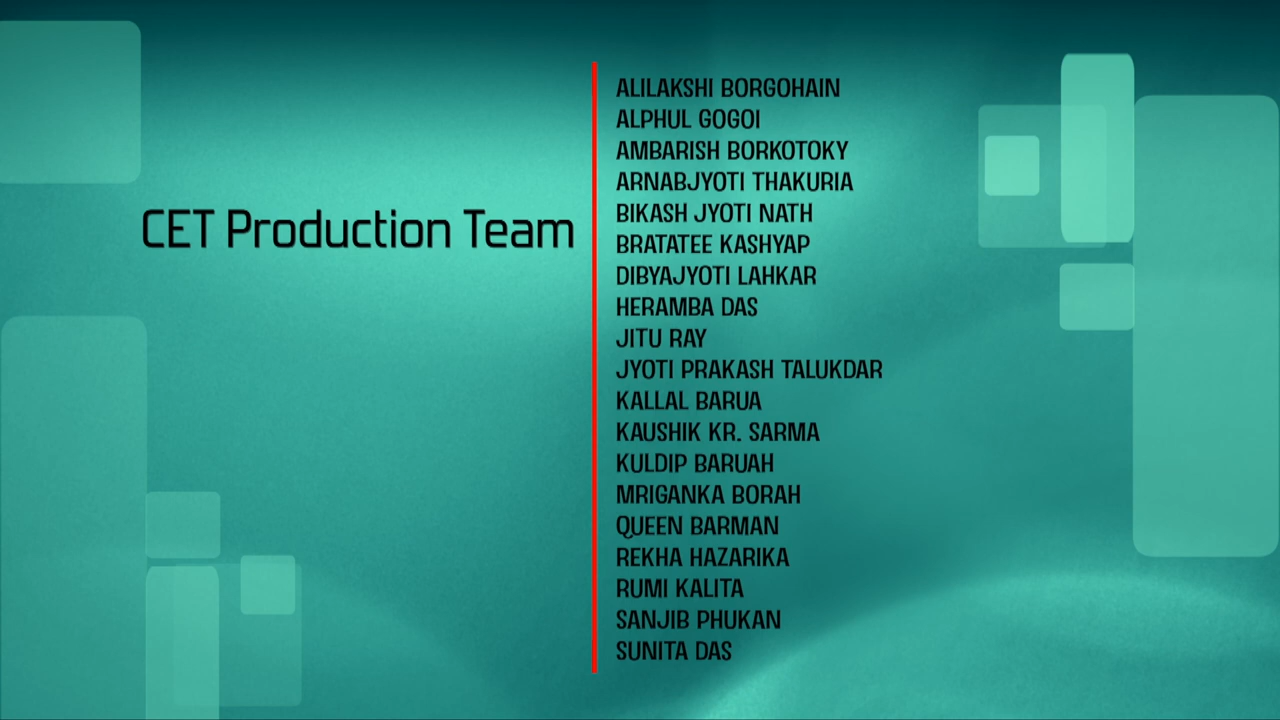 CET Production Team
ALILAKSHI BORGOHAIN
ALPHUL GOGOI
AMBARISH BORKOTOKY
ARNABJYOTI THAKURIA
BIKASH JYOTI NATH
BRATATEE KASHYAP
DIBYAJYOTI LAHKAR
HERAMBA DAS
JITU RAY
JYOTI PRAKASH TALUKDAR
KALLAL BARUA
KAUSHIK KR. SARMA
KULDIP BARUAH
MRIGANKA BORAH
QUEEN BARMAN
REKHA HAZARIKA
RUMI KALITA
SANJIB PHUKAN
SUNITA DAS